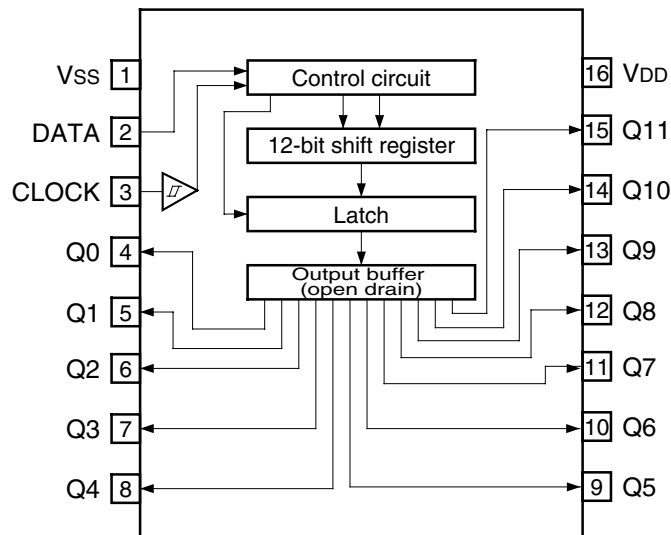 VSS 1
DATA 2
CLOCK 3
Q0 4
Q1 5
Q2 6
Q3 7
Q4 8
Control circuit
12-bit shift register
Latch
Output buffer
(open drain)
16 VDD
15 Q11
14 Q10
13 Q9
12 Q8
11 Q7
10 Q6
9 Q5